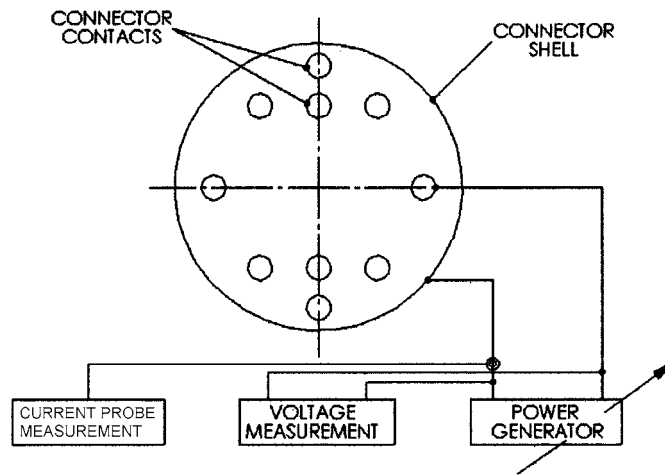 CONNECTOR
CONTACTS
CONNECTOR
SHELL
CURRENT PROBE
MEASUREMENT
VOLTAGE
MEASUREMENT
POWER
GENERATOR